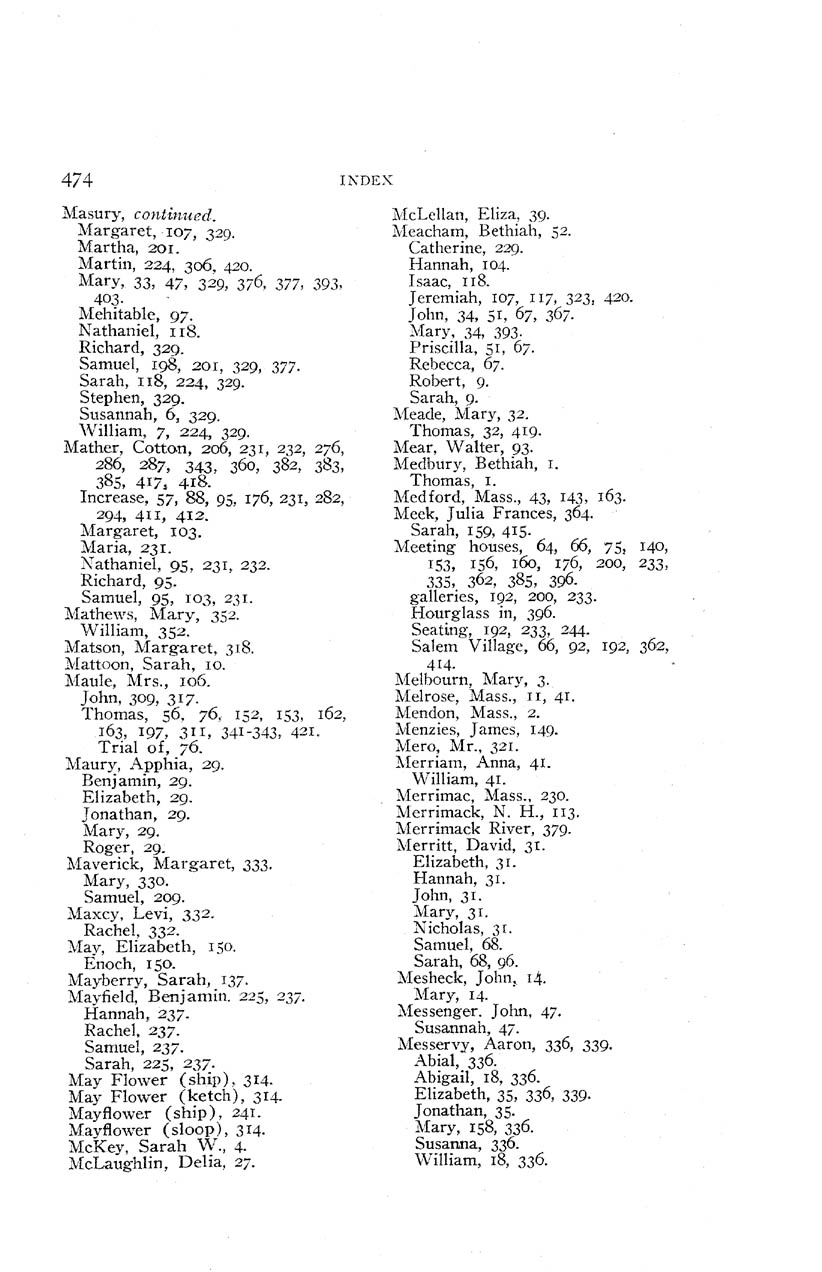 474 INDEX
Masury, continued.
Margaret, 107, 329.
Martha, 201.
Martin, 224, 306, 420.
Mary, 33, 47, 329, 376, 377, 393,
403.
Mehitable, 97.
Nathaniel, 118.
Richard, 329.
Samuel, 198, 201, 329, 377.
Sarah, 118, 224, 329.
Stephen, 329.
Susannah, 6, 329.
William, 7, 224, 329.
Mather, Cotton, 206, 231, 232, 276,
286, 287, 343, 360, 382, 383,
385, 417, 418.
Increase, 57, 88, 95, 176, 231, 282,
294, 411, 412.
Margaret, 103.
Maria, 231.
Nathaniel, 95, 231, 232.
Richard, 95.
Samuel, 95, 103, 231.
Mathews, Mary, 352.
William, 352.
Matson, Margaret, 318.
Mattoon, Sarah, 10.
Maule, Mrs., 106.
John, 309, 317.
Thomas, 56, 76, 152, 153, 162,
163, 197, 311, 341-343, 421.
Trial of, 76.
Maury, Apphia, 29.
Benjamin, 29.
Elizabeth, 29.
Jonathan, 29.
Mary, 29.
Roger, 29.
Maverick, Margaret, 333.
Mary, 330.
Samuel, 209.
Maxcy, Levi, 332.
Rachel, 332.
May, Elizabeth, 150.
Enoch, 150.
Mayberry, Sarah, 137.
Mayfield, Benjamin. 225, 237.
Hannah, 237.
Rachel, 237.
Samuel, 237.
Sarah, 225, 237.
May Flower (ship), 314.
May Flower (ketch), 314.
Mayflower (ship), 241.
Mayflower (sloop), 314.
McKey, Sarah W., 4.
McLaughlin, Delia, 27.
McLellan, Eliza, 39.
Meacham, Bethiah, 52.
Catherine, 229.
Hannah, 104.
Isaac, 118.
Jeremiah, 107, 117, 323, 420.
John, 34, 51, 67, 367.
Mary, 34, 393.
Priscilla, 51, 67.
Rebecca, 67.
Robert, 9.
Sarah, 9.
Meade, Mary, 32.
Thomas, 32, 419.
Mear, Walter, 93.
Medbury, Bethiah, 1.
Thomas, 1.
Medford, Mass., 43, 143, 163.
Meek, Julia Frances, 364.
Sarah, 159, 415.
Meeting houses, 64, 66, 75, 140,
153, 156, 160, 176, 200, 233,
335, 362, 385, 396.
galleries, 192, 200, 233.
Hourglass in, 396.
Seating, 192, 233, 244.
Salem Village, 66, 92, 192, 362,
414.
Melbourn, Mary, 3.
Melrose, Mass., 11, 41.
Mendon, Mass., 2.
Menzies, James, 149.
Mero, Mr., 321.
Merriam, Anna, 41.
William, 41.
Merrimac, Mass., 230.
Merrimack, N. H., 113.
Merrimack River, 379.
Merritt, David, 31.
Elizabeth, 31.
Hannah, 31.
John, 31.
Mary, 31.
Nicholas, 31.
Samuel, 68.
Sarah, 68, 96.
Mesheck, John, 14.
Mary, 14.
Messenger. John, 47.
Susannah, 47.
Messervy, Aaron, 336, 339.
Abial, 336.
Abigail, 18, 336.
Elizabeth, 35, 336, 339.
Jonathan, 35.
Mary, 158, 336.
Susanna, 336.
William, 18, 336.